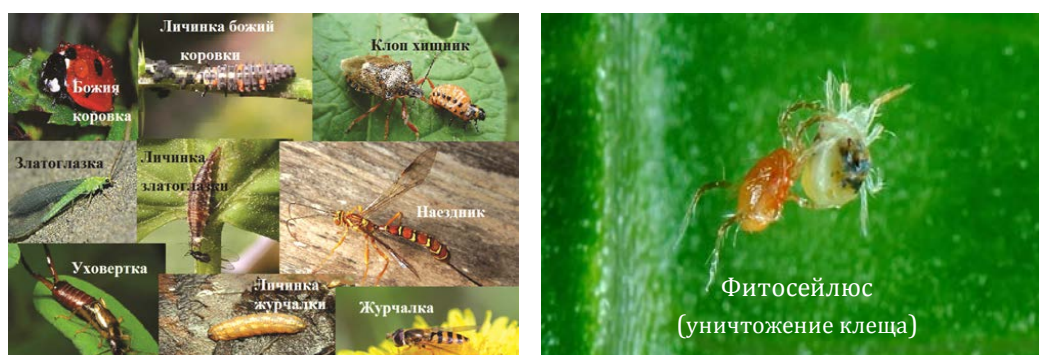 Божия
коровка
Личинка божий
коровки
Клоп хищник
Златоглазка
Личинка
златоглазки
Наездник
Уховертка
Личинка
журчалки
Журчалка
Фитосейлюс
(уничтожение клеща)